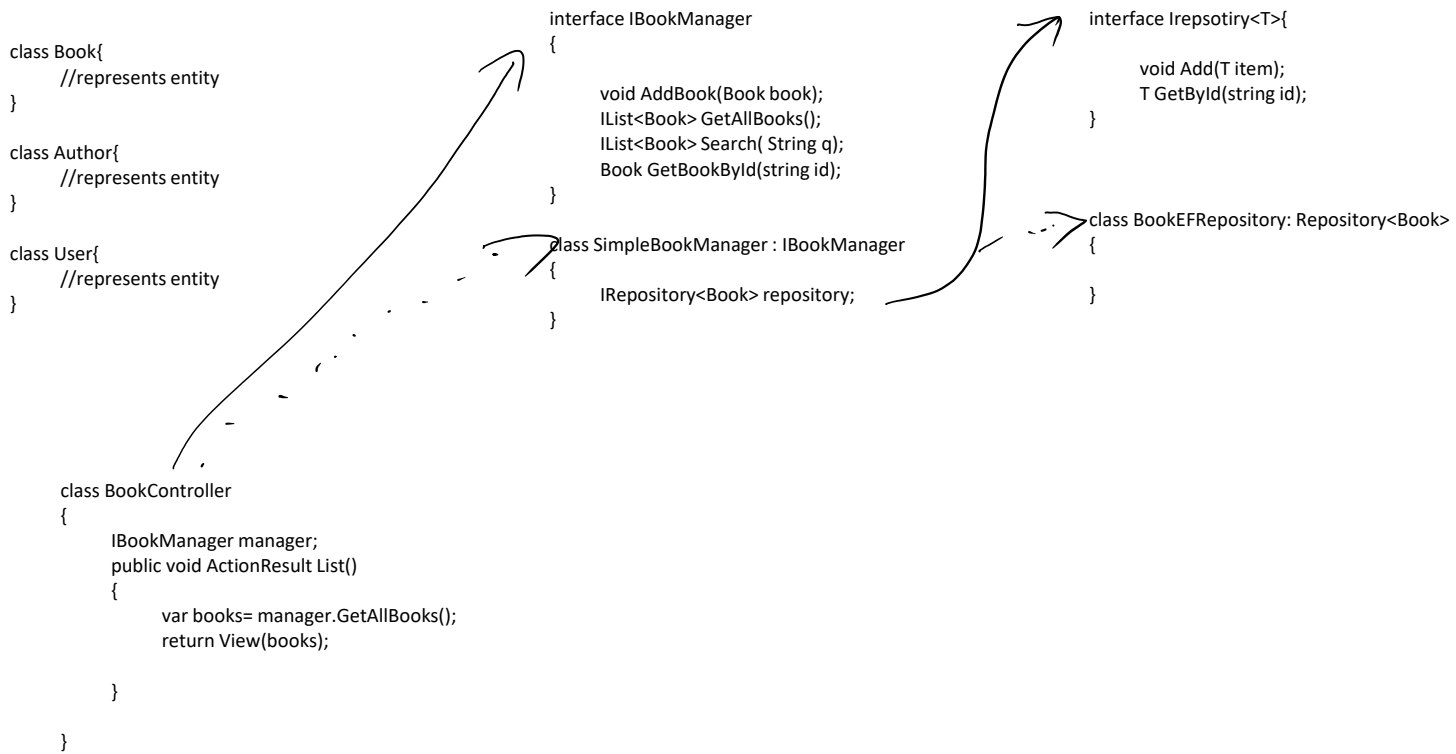 class Book{
//represents entity
}
class Author{
//represents entity
}
class User{
//represents entity
}
interface IBookManager
{
void AddBook(Book book);
IList<Book> GetAllBooks();
IList<Book> Search( String q);
Book GetBookById(string id);
}
class SimpleBookManager : IBookManager
{
IRepository<Book> repository;
}
interface Irepsotiry<T>{
void Add(T item);
T GetById(string id);
}
class BookEFRepository: Repository<Book>
{
}
class BookController
{
IBookManager manager;
public void ActionResult List()
{
var books= manager.GetAllBooks();
return View(books);
}
}